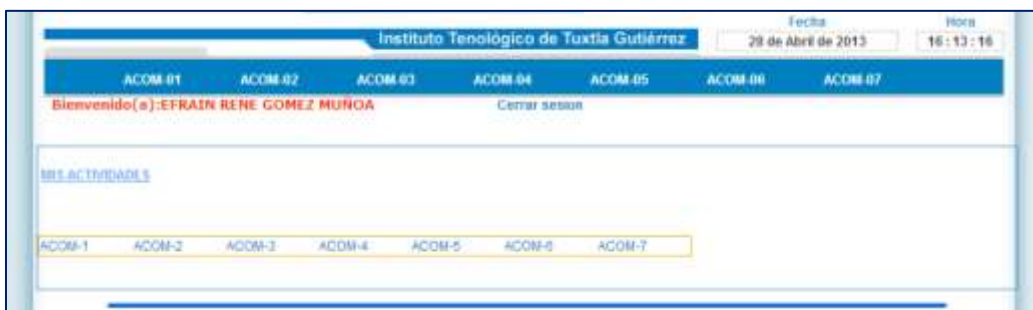 Fecha Hora
Instituto Tenológico de Tuxtla Gutiérrez 28 de Abril de 2013 16:13:16
ACOM-01 ACOM-02 ACOM-03 ACOM-04 ACOM-05 ACOM-06 ACOM-07
Bienvenido(a):EFRAIN RENE GOMEZ MUÑOA Cerrar sesion
MIS ACTIVIDADES
ACOM-1 ACOM-2 ACOM-3 ACOM-4 ACOM-5 ACOM-6 ACOM-7